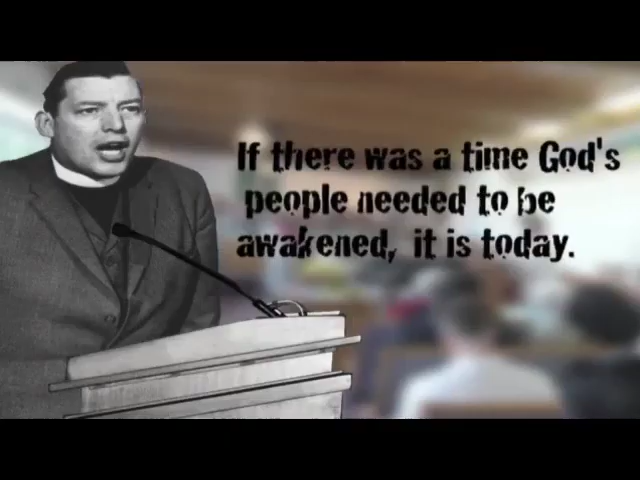 If there was a time God's
people needed to be
awakened, it is today.